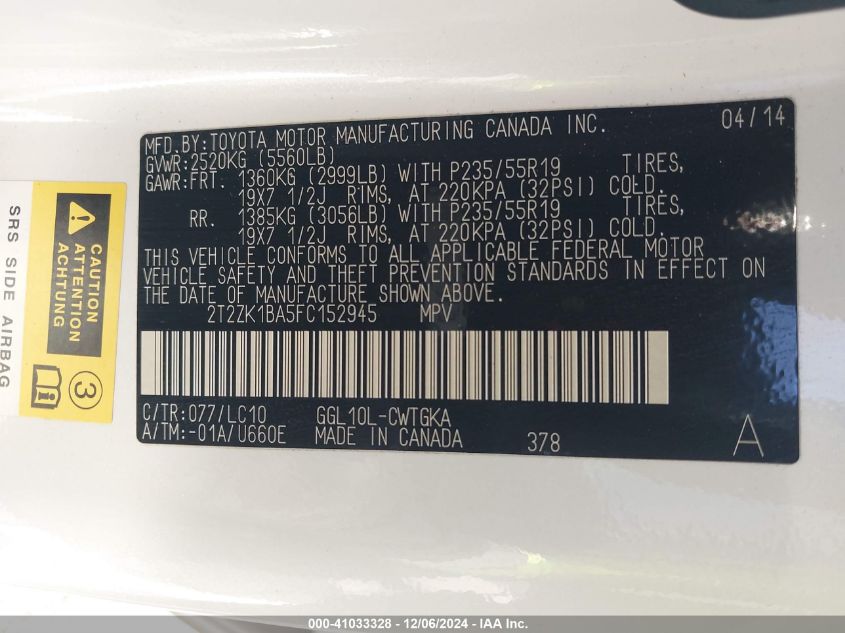 MFD. BY: TOYOTA MOTOR MANUFACTURING CANADA INC. 04/14
GVWR: 2520KG (5560LB)
GAWR: FRT. 1360KG (2999LB) WITH P235/55R19 TIRES,
19X7 1/2J RIMS, AT 220KPA (32PSI) COLD.
RR. 1385KG (3056LB) WITH P235/55R19 TIRES,
19X7 1/2J RIMS, AT 220KPA (32PSI) COLD.
THIS VEHICLE CONFORMS TO ALL APPLICABLE FEDERAL MOTOR
VEHICLE SAFETY AND THEFT PREVENTION STANDARDS IN EFFECT ON
THE DATE OF MANUFACTURE SHOWN ABOVE.
2T2ZK1BA5FC152945 MPV
C/TR: 077/LC10 GGL10L-CWTGKA
A/TM: -01A/U660E MADE IN CANADA 378 A
SRS SIDE AIRBAG
CAUTION
ATTENTION
ACHTUNG
3
000-41033328 - 12/06/2024 - IAA Inc.